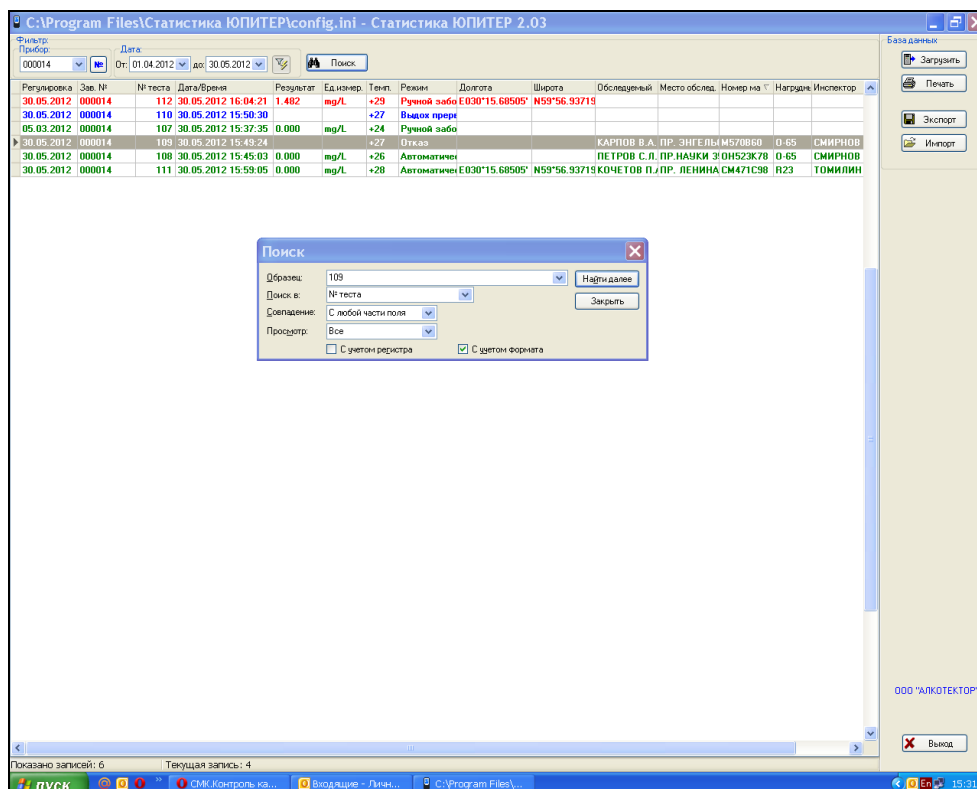 C:\Program Files\Статистика ЮПИТЕР\config.ini - Статистика ЮПИТЕР 2.03
Фильтр:
Прибор:
Дата:
000014
№
От: 01.04.2012 до: 30.05.2012
Поиск
База данных
Загрузить
Печать
Экспорт
Импорт
Регулировка Зав. № № теста Дата/Время Результат Ед.измер. Темп. Режим Долгота Широта Обследуемый Место обслед. Номер ма Нагрудн Инспектор
30.05.2012 000014 112 30.05.2012 16:04:21 1.482 mg/L +29 Ручной забо E030*15.68505' N59*56.93719
30.05.2012 000014 110 30.05.2012 15:50:30 +27 Выдох прерв
05.03.2012 000014 107 30.05.2012 15:37:35 0.000 mg/L +24 Ручной забо
30.05.2012 000014 109 30.05.2012 15:49:24 +27 Отказ КАРПОВ В.А. ПР. ЭНГЕЛЬ М570В60 0-65 СМИРНОВ
30.05.2012 000014 108 30.05.2012 15:45:03 0.000 mg/L +26 Автоматичес ПЕТРОВ С.Л. ПР.НАУКИ 3 ОН523К78 0-65 СМИРНОВ
30.05.2012 000014 111 30.05.2012 15:59:05 0.000 mg/L +28 Автоматичес E030*15.68505' N59*56.93719 КОЧЕТОВ П. ПР. ЛЕНИНА СМ471С98 R23 ТОМИЛИН
Поиск
Образец: 109 Найти далее
Поиск в: № теста Закрыть
Совпадение: С любой части поля
Просмотр: Все
С учетом регистра С учетом формата
ООО "АЛКОТЕКТОР"
Выход
Показано записей: 6 Текущая запись: 4
пуск
СМК.Контроль ка...
Входящие - Личн...
C:\Program Files\...
En
15:31